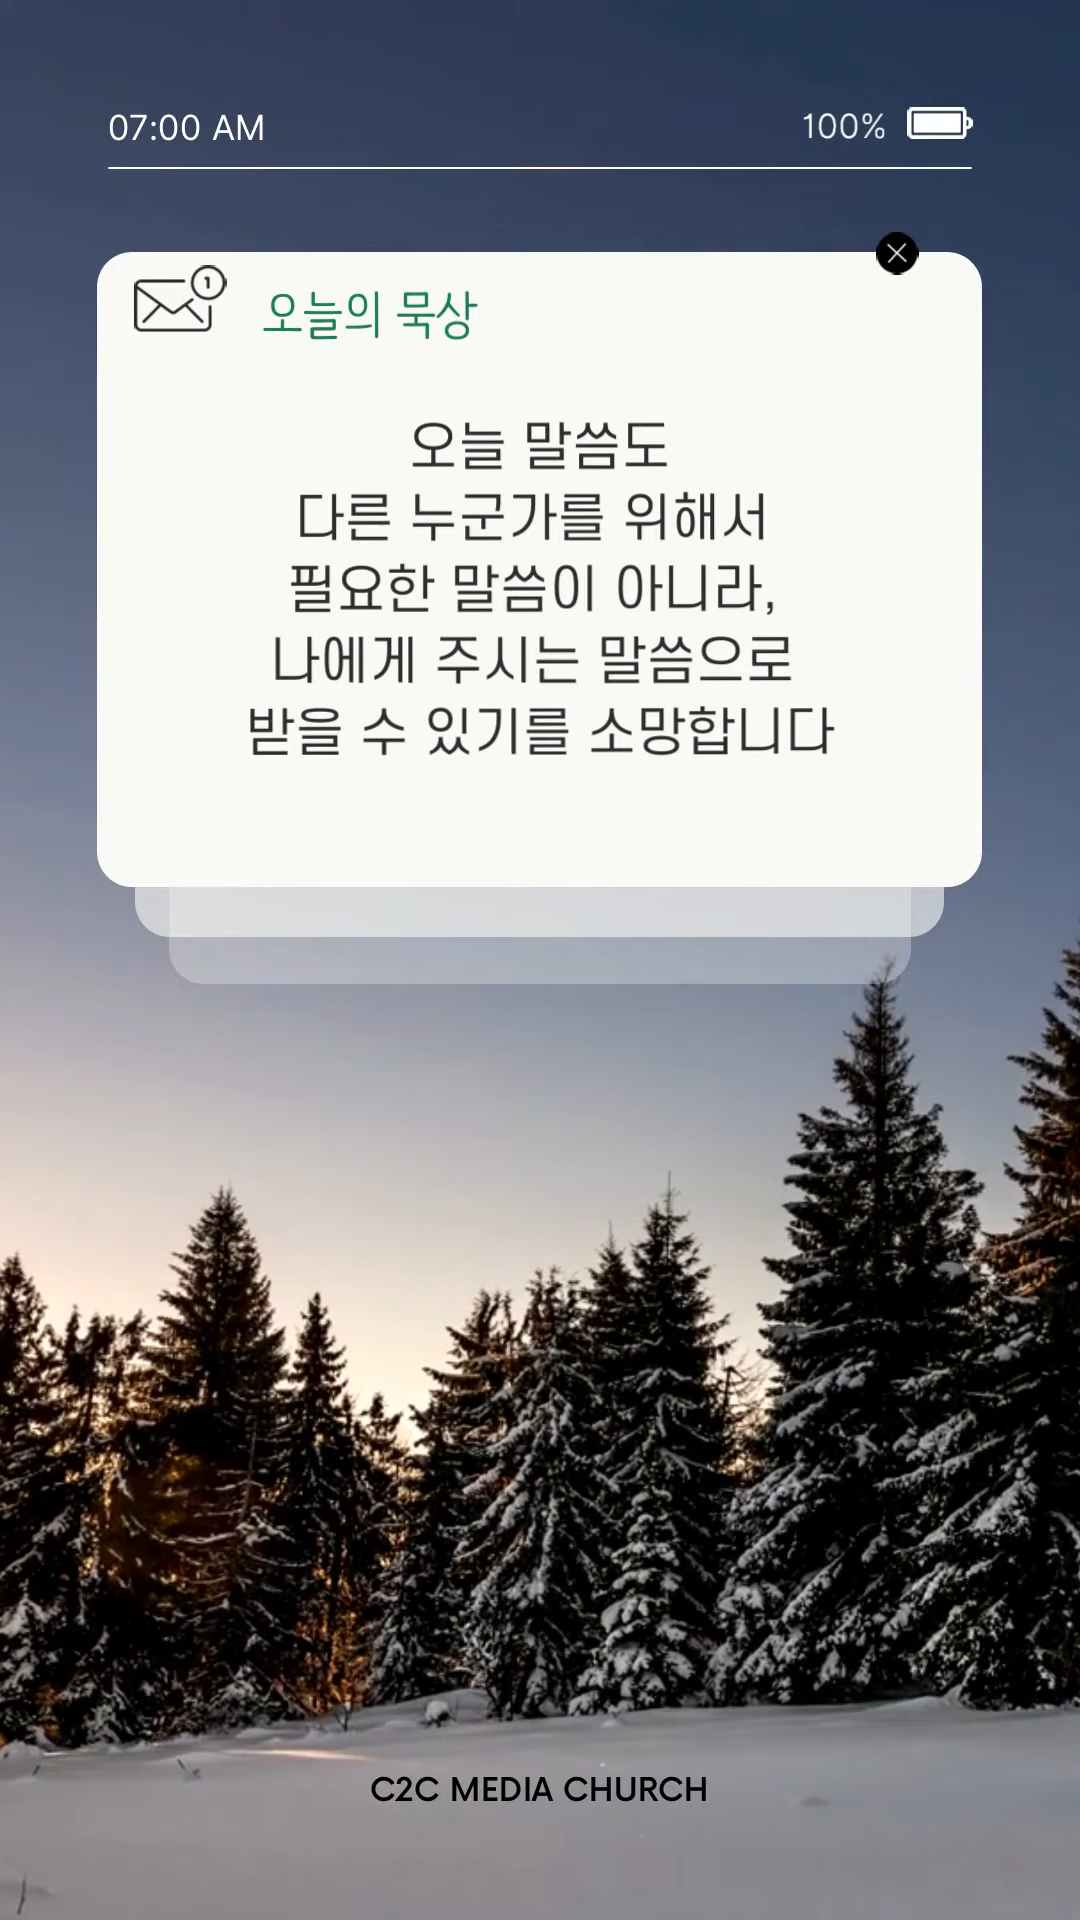 07:00 AM
100%
1
오늘의 묵상
오늘 말씀도
다른 누군가를 위해서
필요한 말씀이 아니라,
나에게 주시는 말씀으로
받을 수 있기를 소망합니다
C2C MEDIA CHURCH